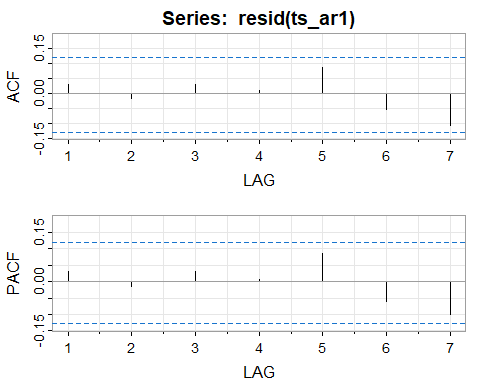 Series: resid(ts_ar1)
0.15
0.00
-0.15
ACF
1 2 3 4 5 6 7
LAG
0.15
0.00
-0.15
PACF
1 2 3 4 5 6 7
LAG